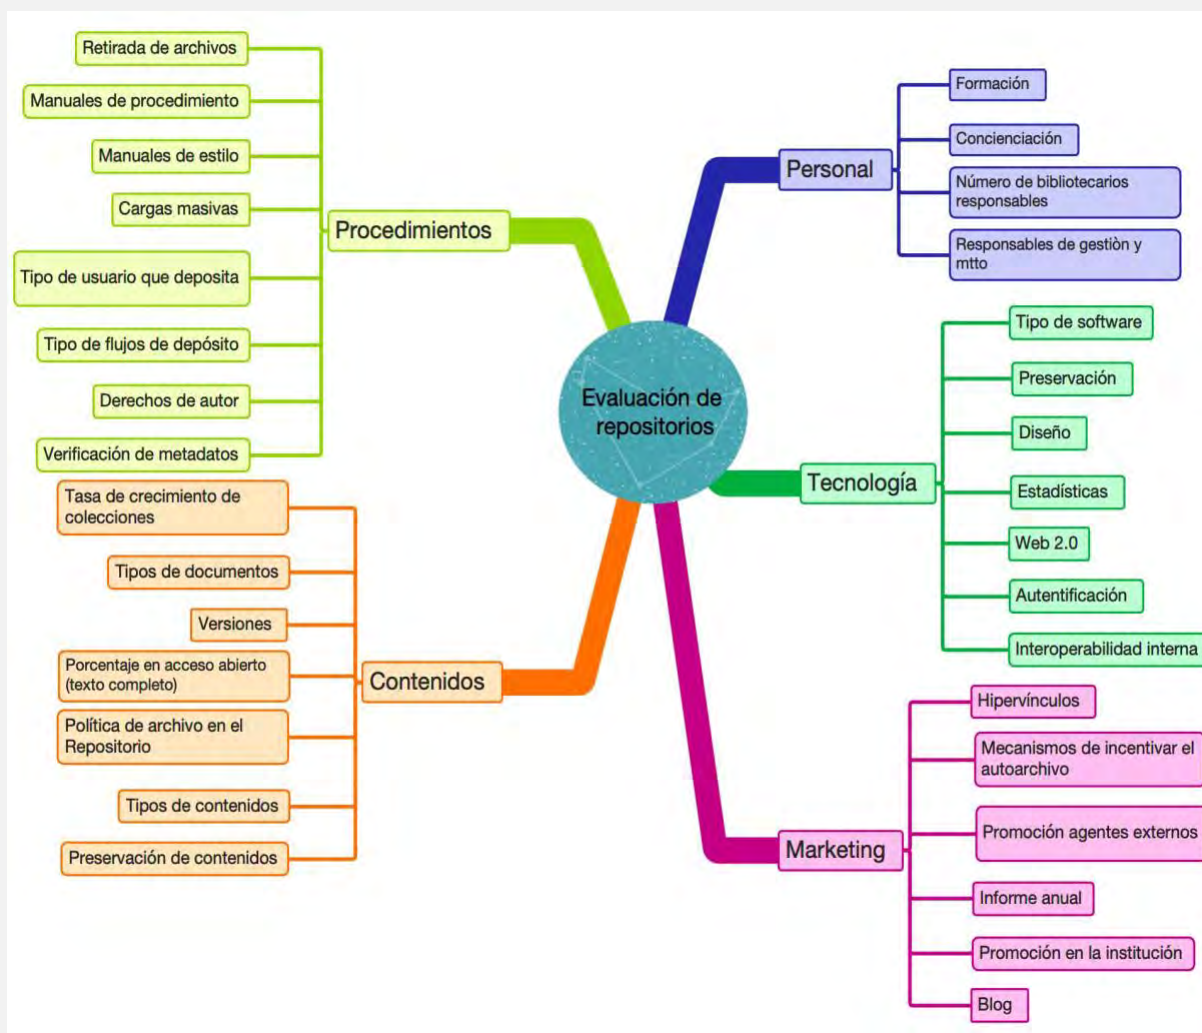 Evaluación de
repositorios
Procedimientos
Retirada de archivos
Manuales de procedimiento
Manuales de estilo
Cargas masivas
Tipo de usuario que deposita
Tipo de flujos de depósito
Derechos de autor
Verificación de metadatos
Contenidos
Tasa de crecimiento de
colecciones
Tipos de documentos
Versiones
Porcentaje en acceso abierto
(texto completo)
Política de archivo en el
Repositorio
Tipos de contenidos
Preservación de contenidos
Personal
Formación
Concienciación
Número de bibliotecarios
responsables
Responsables de gestiòn y
mtto
Tecnología
Tipo de software
Preservación
Diseño
Estadísticas
Web 2.0
Autentificación
Interoperabilidad interna
Marketing
Hipervínculos
Mecanismos de incentivar el
autoarchivo
Promoción agentes externos
Informe anual
Promoción en la institución
Blog